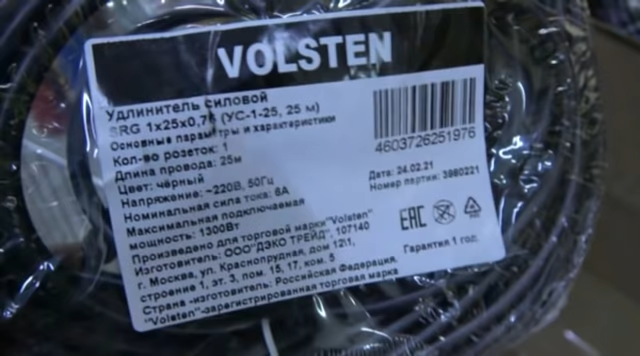 VOLSTEN
Удлинитель силовой
SRG 1x25x0,75 (УС-1-25, 25 м)
Основные параметры и характеристики
Кол-во розеток: 1
Длина провода: 25м
Цвет: чёрный
Напряжение: ~220В, 50Гц
Номинальная сила тока: 6А
Максимальная подключаемая
мощность: 1300Вт
Произведено для торговой марки "Volsten"
Изготовитель: ООО "ДЭКО ТРЕЙД", 107140
г. Москва, ул. Краснопрудная, дом 12\1,
строение 1, эт. 3, пом. 15, 17, ком. 5
Страна -изготовитель: Российская Федерация.
"Volsten"-зарегистрированная торговая марка
4603726251976
Дата: 24.02.21
Номер партии: 3980221
EAC
Гарантия 1 год.